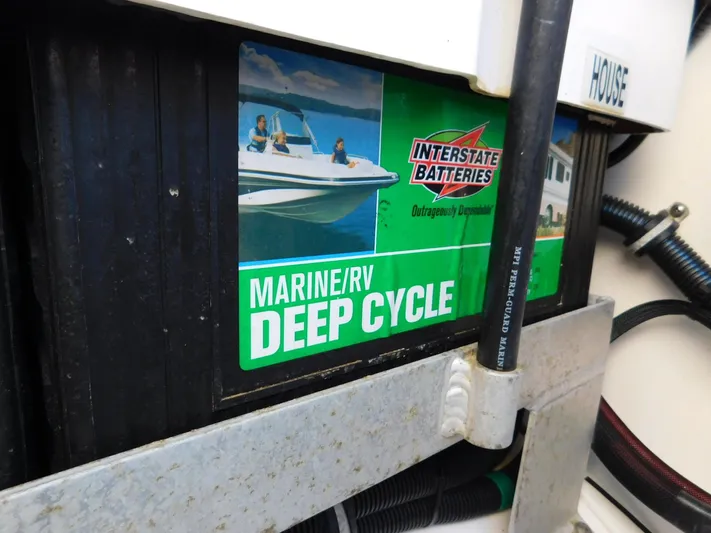 HOUSE
INTERSTATE
BATTERIES
Outrageously Dependable
MARINE/RV
DEEP CYCLE
MPI PERM-GUARD MARINE